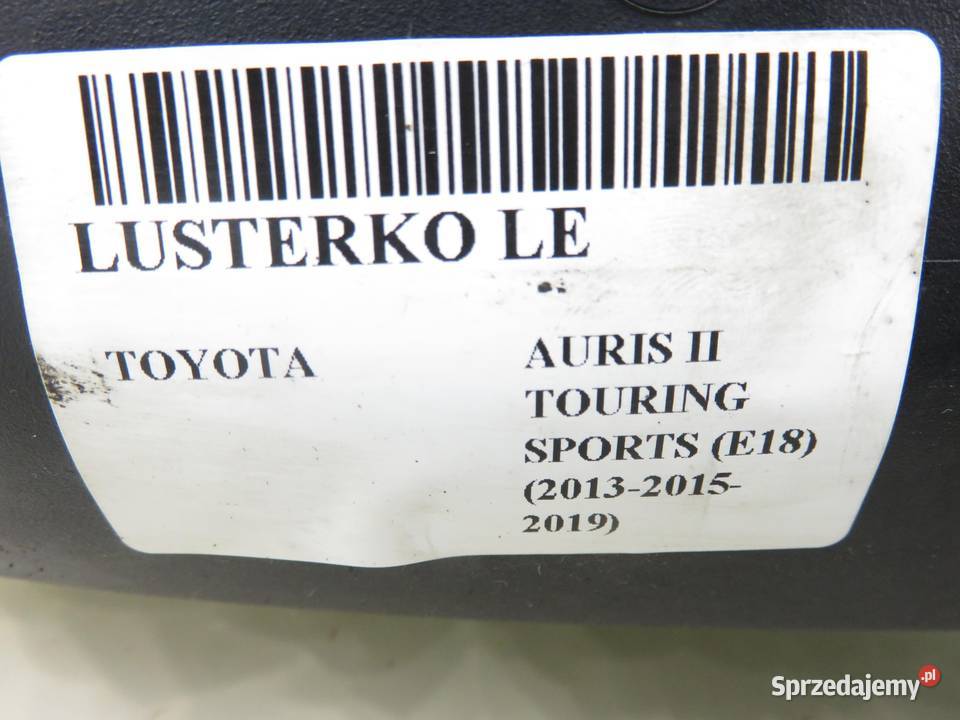 LUSTERKO LE
TOYOTA
AURIS II
TOURING
SPORTS (E18)
(2013-2015-
2019)
Sprzedajemy.pl